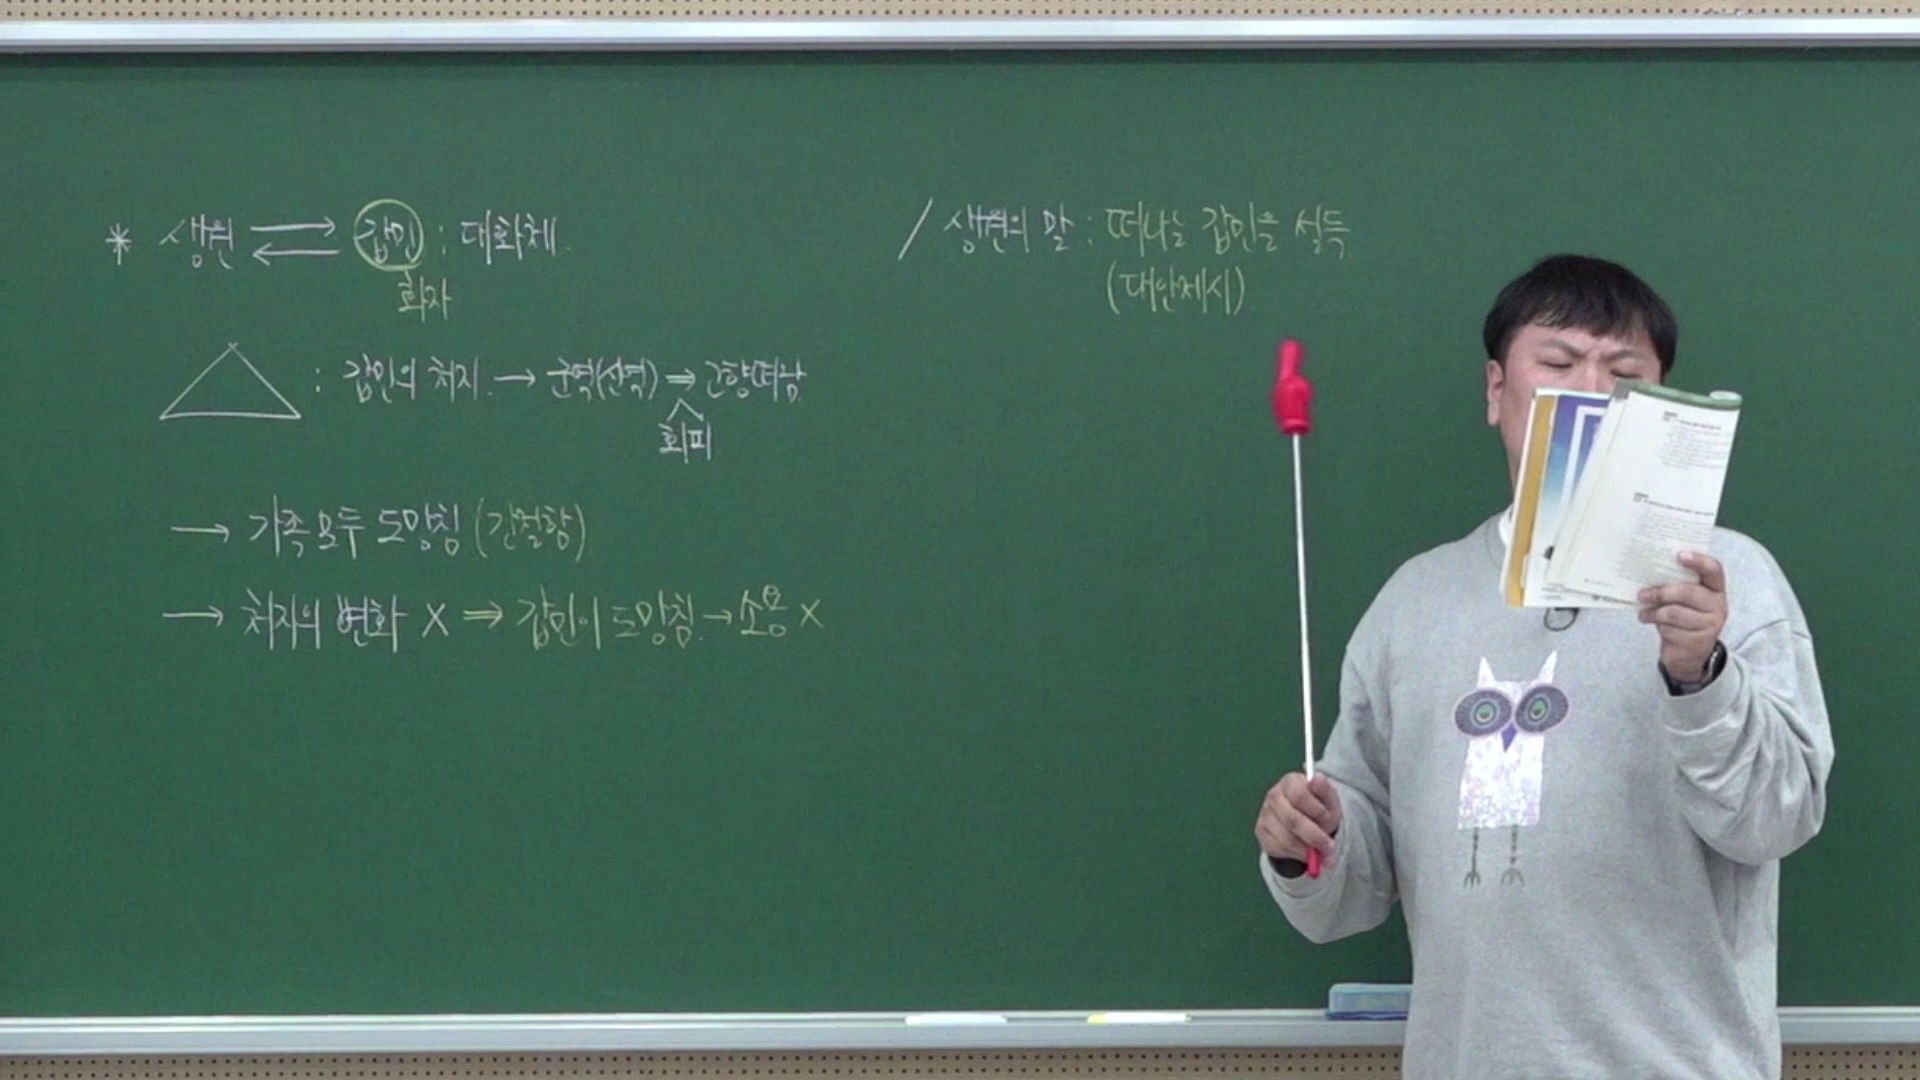 * 생원 ⇄ 갑민 : 대화체.
화자
△ : 갑민의 처지. → 군역(신역) ⇒ 고향떠남.
회피
→ 가족 모두 도망침 (간절함).
→ 처지의 변화 X ⇒ 갑민이 도망침. → 소용 X
/ 생원의 말 : 떠나는 갑민을 설득
(대안제시).